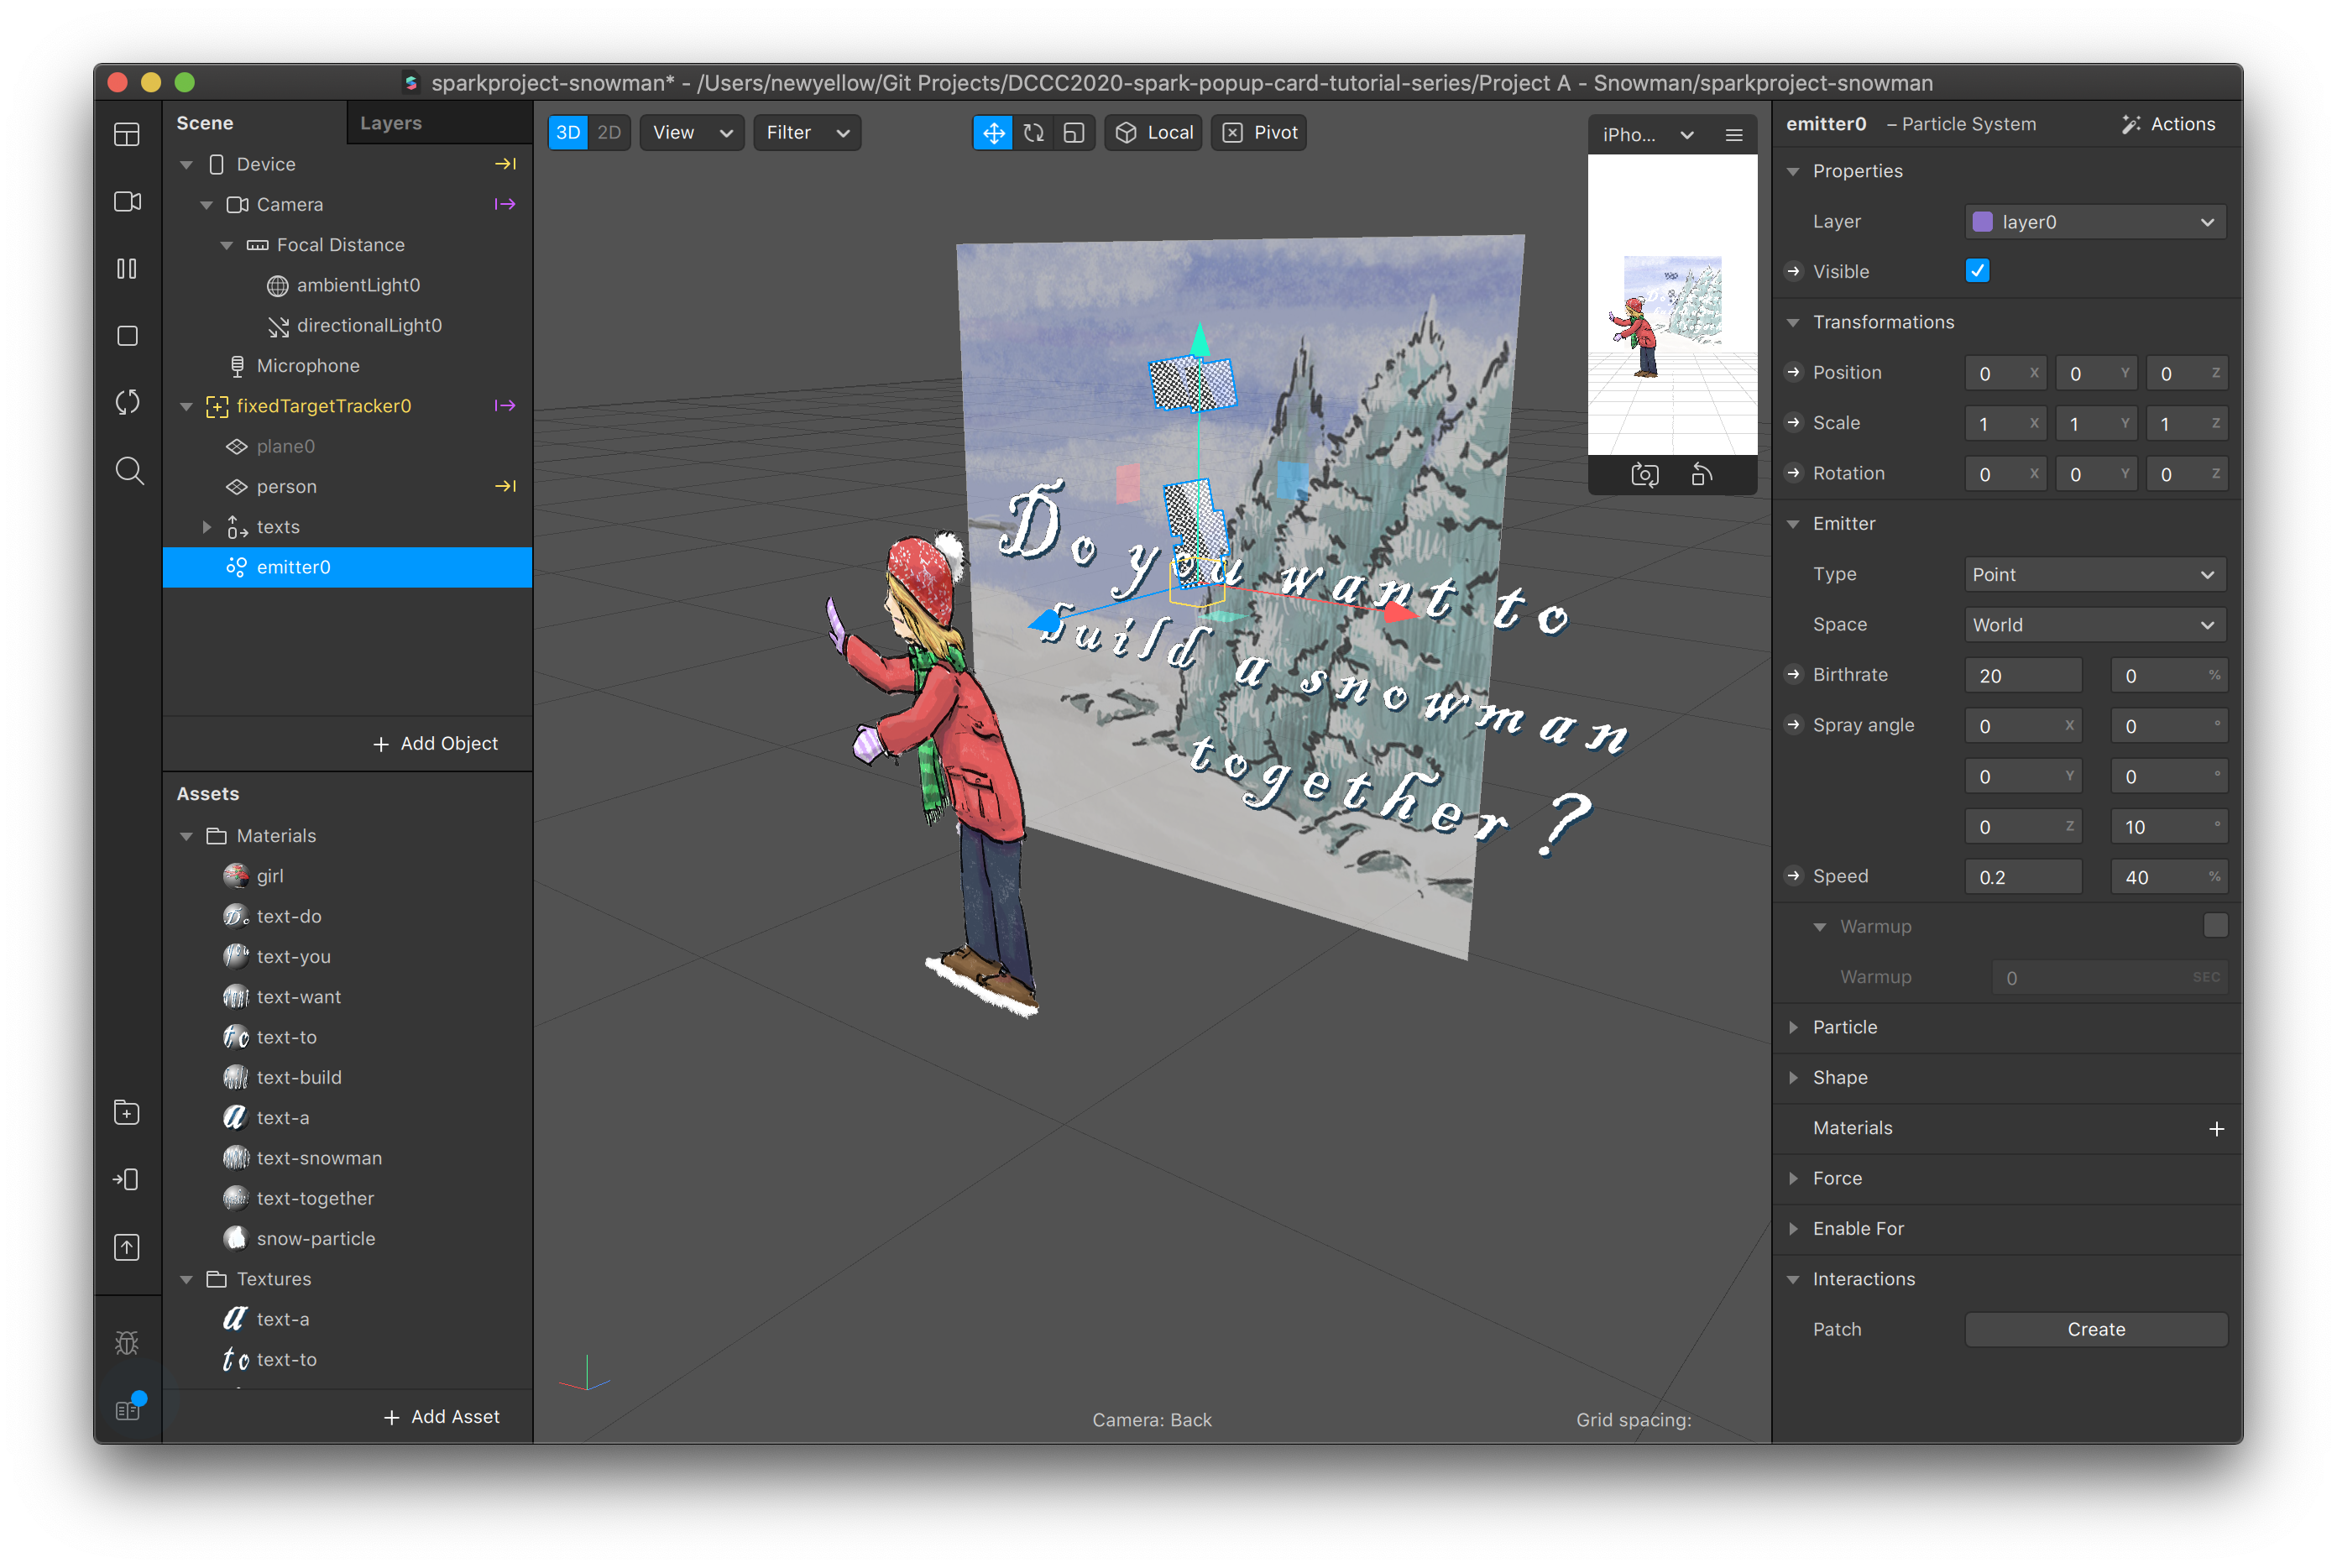 sparkproject-snowman* - /Users/newyellow/Git Projects/DCCC2020-spark-popup-card-tutorial-series/Project A - Snowman/sparkproject-snowman
Scene
Layers
Device
Camera
Focal Distance
ambientLight0
directionalLight0
Microphone
fixedTargetTracker0
plane0
person
texts
emitter0
+ Add Object
Assets
Materials
girl
text-do
text-you
text-want
text-to
text-build
text-a
text-snowman
text-together
snow-particle
Textures
text-a
text-to
+ Add Asset
3D 2D View Filter Local Pivot
iPho...
Do you want to
build a snowman
together?
Camera: Back
Grid spacing:
emitter0 – Particle System Actions
Properties
Layer layer0
Visible
Transformations
Position 0 X 0 Y 0 Z
Scale 1 X 1 Y 1 Z
Rotation 0 X 0 Y 0 Z
Emitter
Type Point
Space World
Birthrate 20 0 %
Spray angle 0 X 0 °
0 Y 0 °
0 Z 10 °
Speed 0.2 40 %
Warmup
Warmup 0 SEC
Particle
Shape
Materials +
Force
Enable For
Interactions
Patch Create